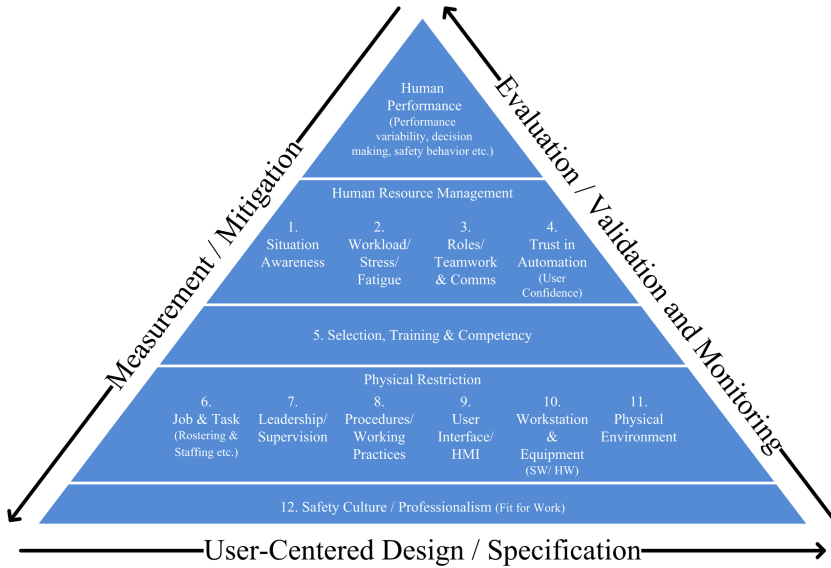 Human
Performance
(Performance
variability, decision
making, safety behavior etc.)
Human Resource Management
1.
Situation
Awareness
2.
Workload/
Stress/
Fatigue
3.
Roles/
Teamwork
& Comms
4.
Trust in
Automation
(User
Confidence)
5. Selection, Training & Competency
Physical Restriction
6.
Job & Task
(Rostering &
Staffing etc.)
7.
Leadership/
Supervision
8.
Procedures/
Working
Practices
9.
User
Interface/
HMI
10.
Workstation
&
Equipment
(SW/ HW)
11.
Physical
Environment
12. Safety Culture / Professionalism (Fit for Work)
Measurement / Mitigation
Evaluation / Validation and Monitoring
User-Centered Design / Specification